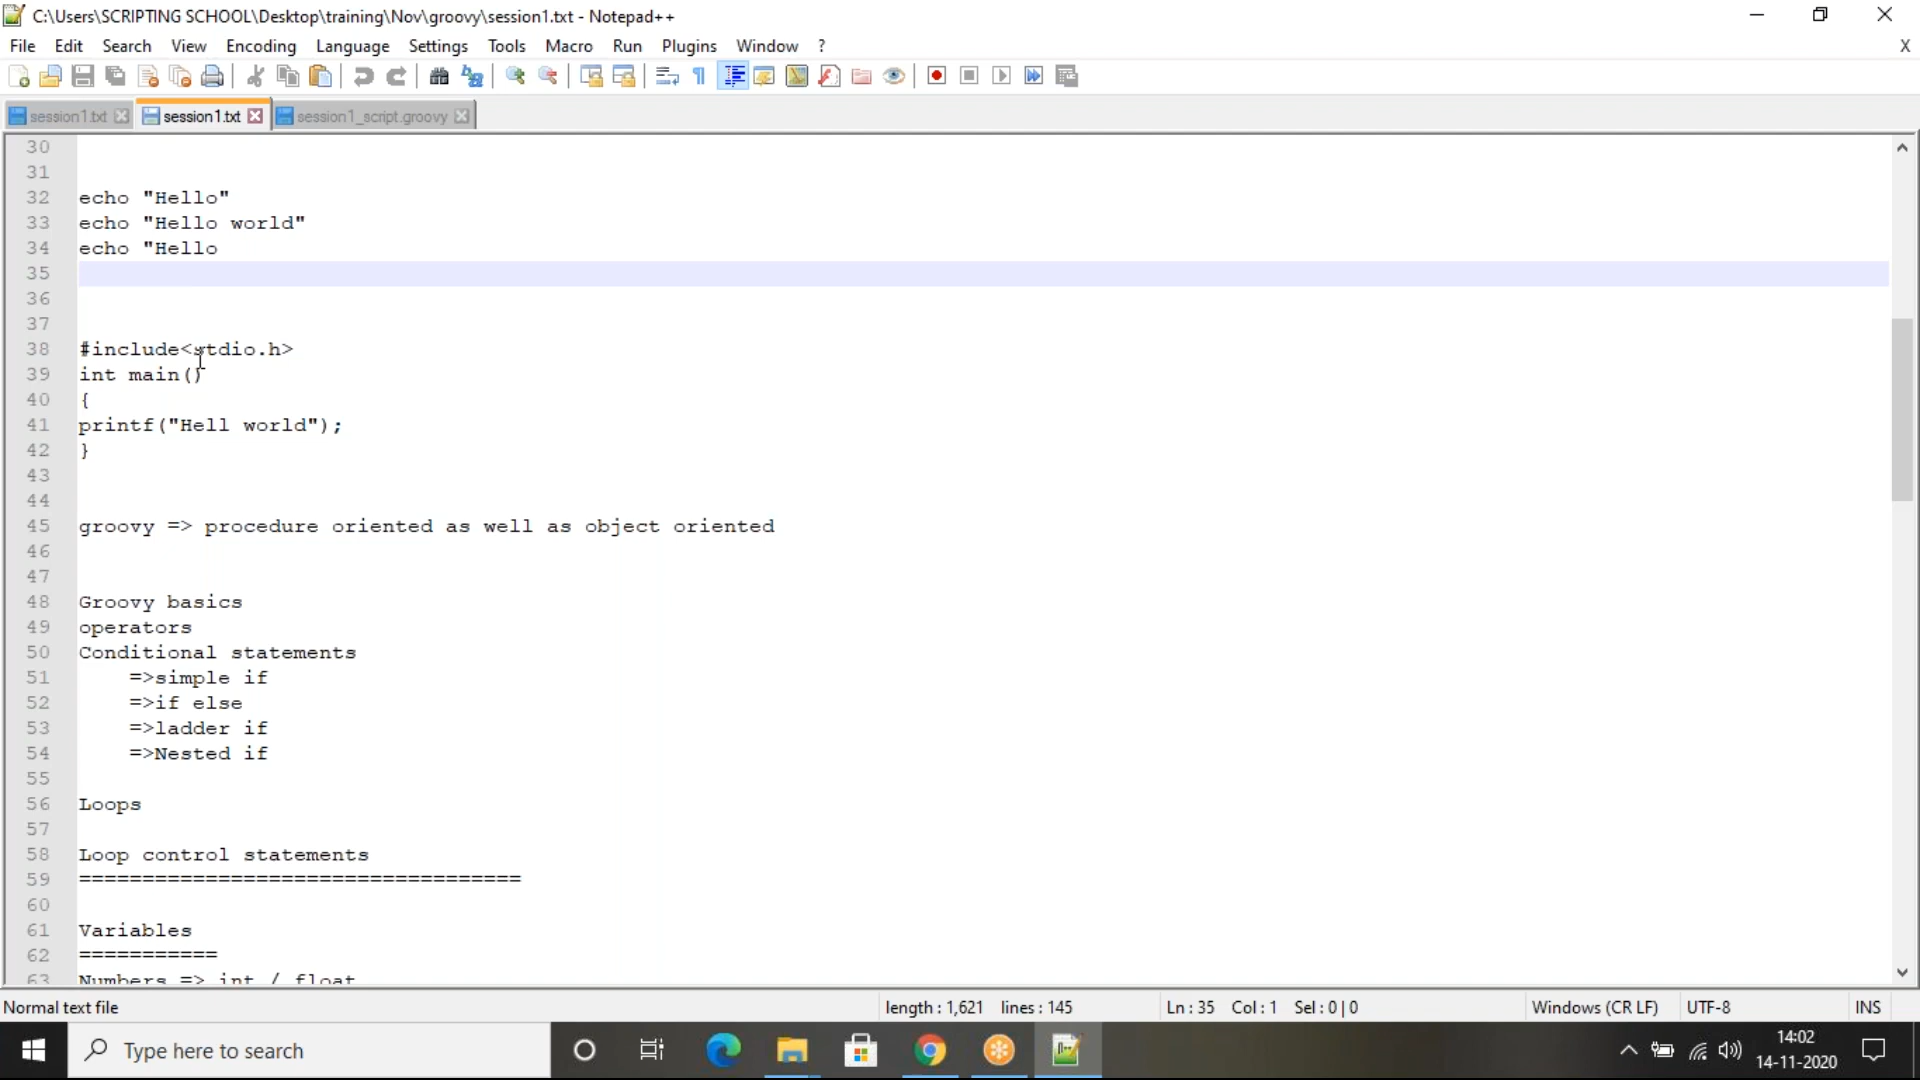 C:\Users\SCRIPTING SCHOOL\Desktop\training\Nov\groovy\session1.txt - Notepad++
File Edit Search View Encoding Language Settings Tools Macro Run Plugins Window ? X
session1.txt session1.txt session1_script.groovy
30
31
32 echo "Hello"
33 echo "Hello world"
34 echo "Hello
35
36
37
38 #include<stdio.h>
39 int main()
40 {
41 printf("Hell world");
42 }
43
44
45 groovy => procedure oriented as well as object oriented
46
47
48 Groovy basics
49 operators
50 Conditional statements
51 =>simple if
52 =>if else
53 =>ladder if
54 =>Nested if
55
56 Loops
57
58 Loop control statements
59 ===================================
60
61 Variables
62 ===========
63 Numbers => int / float
Normal text file length : 1,621 lines : 145 Ln : 35 Col : 1 Sel : 0 | 0 Windows (CR LF) UTF-8 INS
Type here to search
14:02
14-11-2020